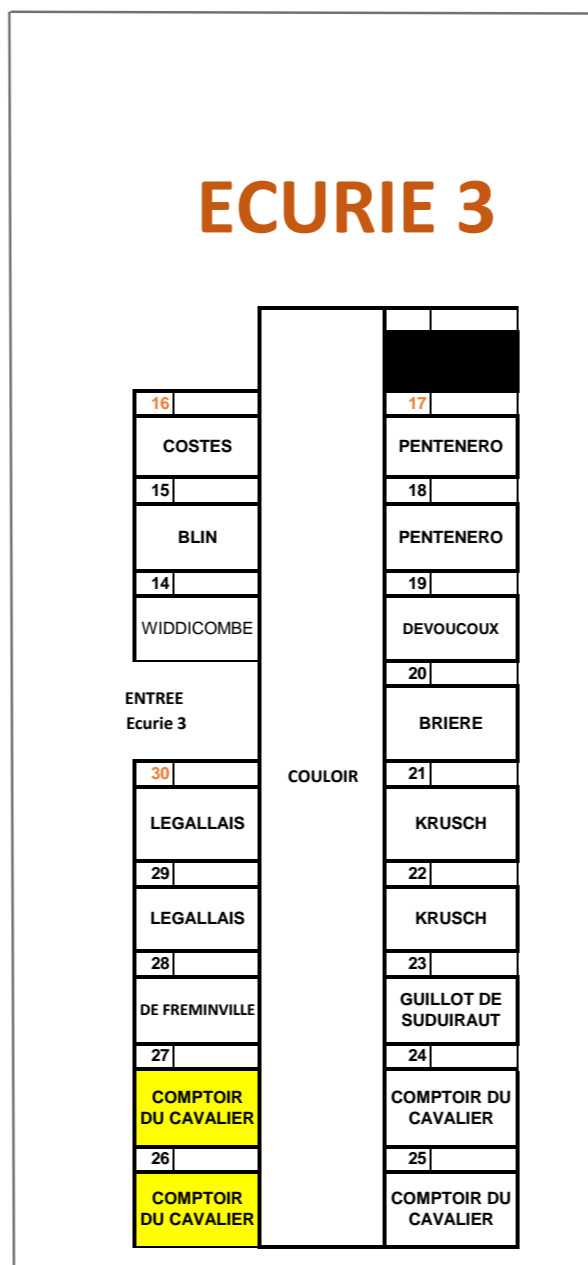 ECURIE 3
16
COSTES
15
BLIN
14
WIDDICOMBE
ENTREE
Ecurie 3
30
LEGALLAIS
29
LEGALLAIS
28
DE FREMINVILLE
27
COMPTOIR
DU CAVALIER
26
COMPTOIR
DU CAVALIER
COULOIR
17
PENTENERO
18
PENTENERO
19
DEVOUCOUX
20
BRIERE
21
KRUSCH
22
KRUSCH
23
GUILLOT DE
SUDUIRAUT
24
COMPTOIR DU
CAVALIER
25
COMPTOIR DU
CAVALIER